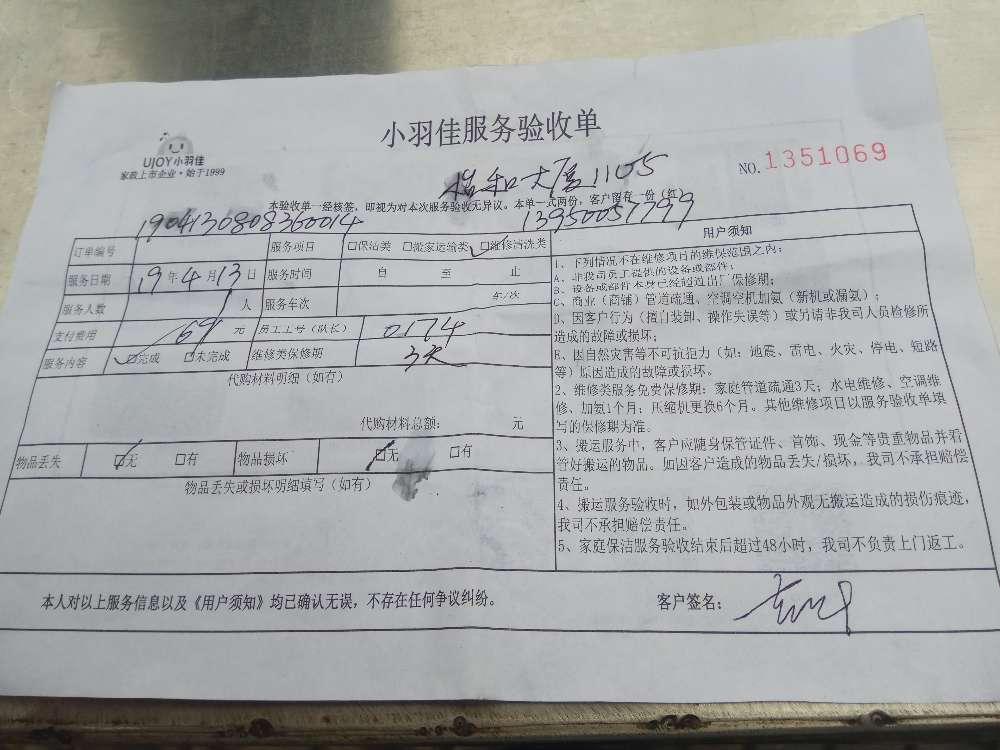 小羽佳服务验收单
UJOY小羽佳
家政上市企业·始于1999
NO.1351069
和大厦1105
本验收单一经核签，即视为对本次服务验收无异议。本单一式两份，客户留存一份（红）
1904130808360014
13950057799
订单编号 服务项目 □保洁类 □搬家运输类 □维修清洗类
服务日期 19年4月13日 服务时间 自 至 止
服务人数 1人 服务车次 车/次
支付费用 69元 员工工号（队长） 0174
服务内容 □完成 □未完成 维修类保修期 3天
代购材料明细（如有）
代购材料总额： 元
物品丢失 □无 □有 物品损坏 □无 □有
物品丢失或损坏明细填写（如有）
用户须知
1、下列情况不在维修项目的维保范围之内：
A、非我司员工提供的设备或部件；
B、设备或部件本身已经超过出厂保修期；
C、商业（商铺）管道疏通、空调空机加氨（新机或漏氨）；
D、因客户行为（擅自装卸、操作失误等）或另请非我司人员检修所
造成的故障或损坏；
E、因自然灾害等不可抗拒力（如：地震、雷电、火灾、停电、短路
等）原因造成的故障或损坏。
2、维修类服务免费保修期：家庭管道疏通3天；水电维修、空调维
修、加氨1个月；压缩机更换6个月。其他维修项目以服务验收单填
写的保修期为准。
3、搬运服务中，客户应随身保管证件、首饰、现金等贵重物品并看
管好搬运的物品。如因客户造成的物品丢失/损坏，我司不承担赔偿
责任。
4、搬运服务验收时，如外包装或物品外观无搬运造成的损伤痕迹，
我司不承担赔偿责任。
5、家庭保洁服务验收结束后超过48小时，我司不负责上门返工。
本人对以上服务信息以及《用户须知》均已确认无误，不存在任何争议纠纷。
客户签名：